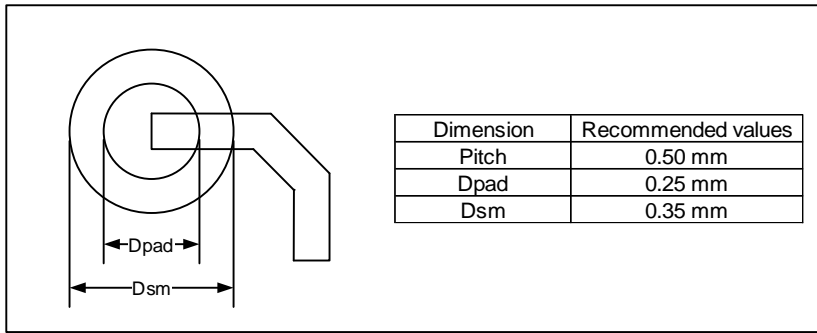 Dpad
Dsm
Dimension Recommended values
Pitch 0.50 mm
Dpad 0.25 mm
Dsm 0.35 mm